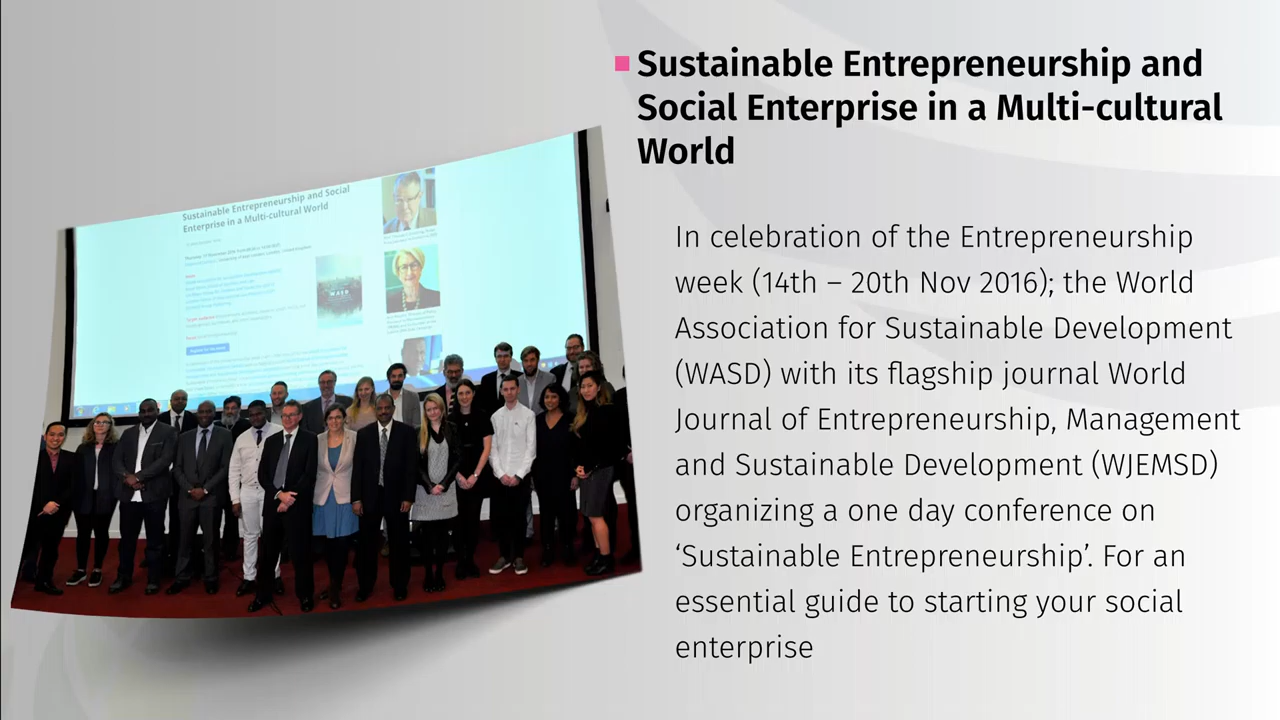 Sustainable Entrepreneurship and
Social Enterprise in a Multi-cultural
World
In celebration of the Entrepreneurship
week (14th – 20th Nov 2016); the World
Association for Sustainable Development
(WASD) with its flagship journal World
Journal of Entrepreneurship, Management
and Sustainable Development (WJEMSD)
organizing a one day conference on
‘Sustainable Entrepreneurship’. For an
essential guide to starting your social
enterprise
Sustainable Entrepreneurship and Social
Enterprise in a Multi-cultural World
WASD